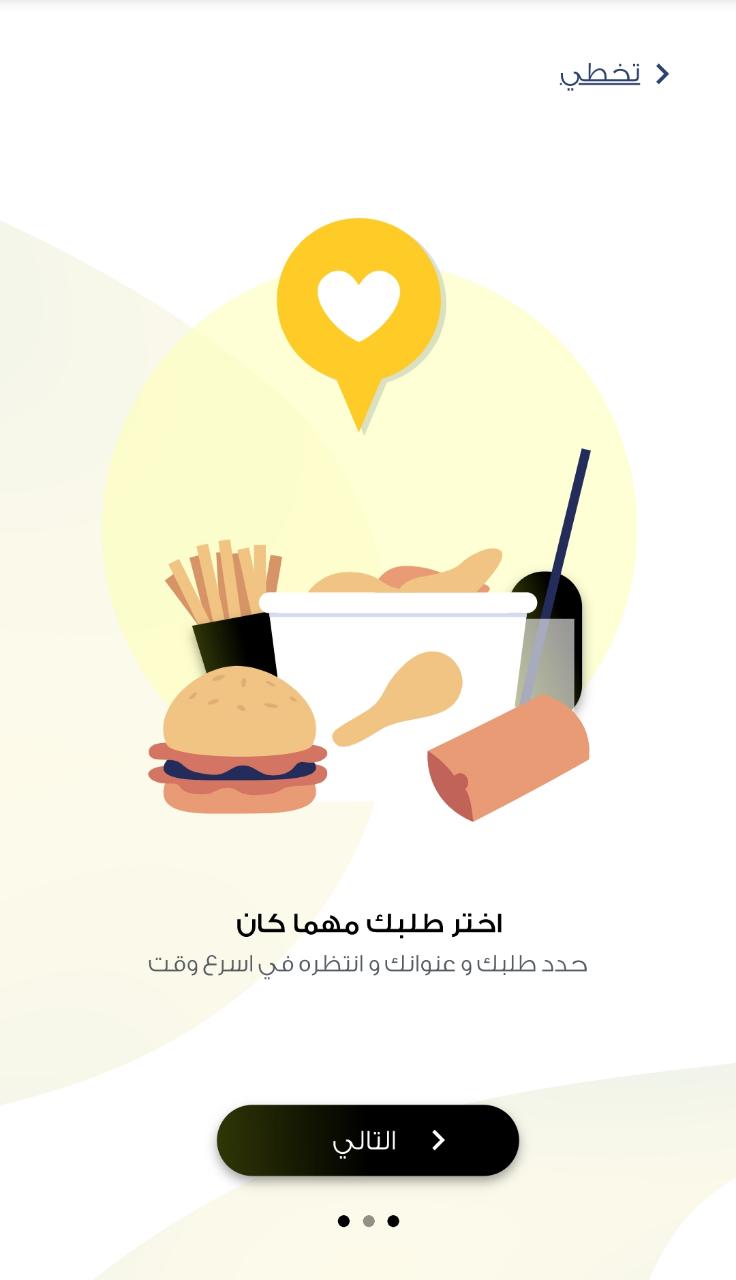 تخطي
اختر طلبك مهما كان
حدد طلبك و عنوانك و انتظره في اسرع وقت
التالي